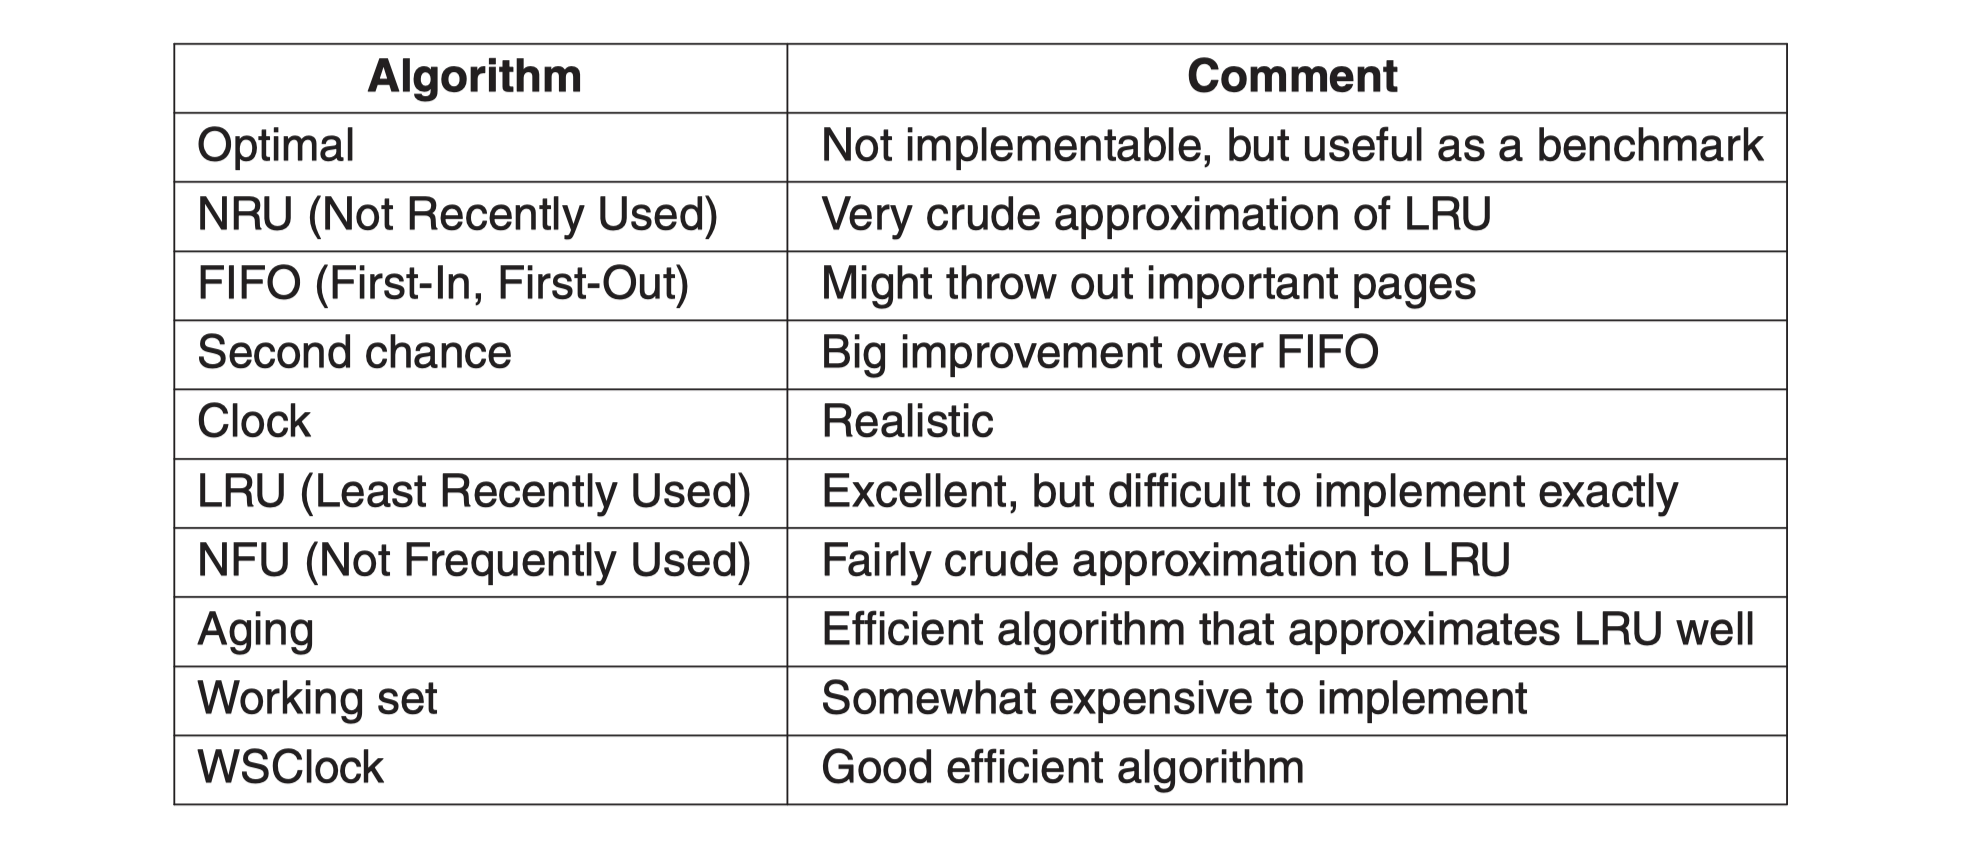 Algorithm Comment
Optimal Not implementable, but useful as a benchmark
NRU (Not Recently Used) Very crude approximation of LRU
FIFO (First-In, First-Out) Might throw out important pages
Second chance Big improvement over FIFO
Clock Realistic
LRU (Least Recently Used) Excellent, but difficult to implement exactly
NFU (Not Frequently Used) Fairly crude approximation to LRU
Aging Efficient algorithm that approximates LRU well
Working set Somewhat expensive to implement
WSClock Good efficient algorithm